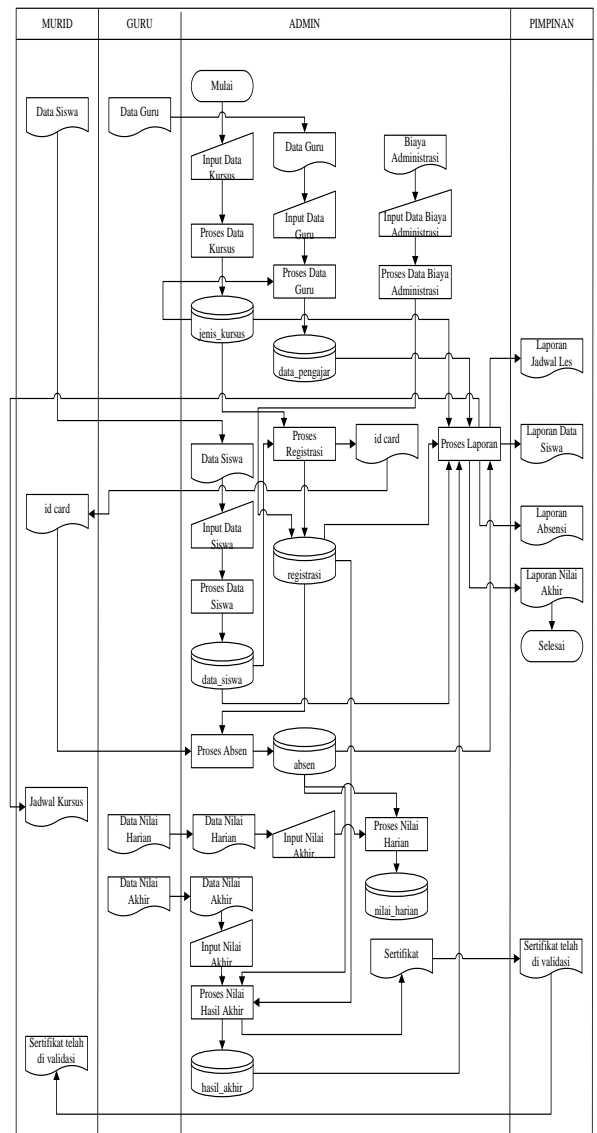 MURID
GURU
ADMIN
PIMPINAN
Mulai
Data Siswa
Data Guru
Input Data
Kursus
Data Guru
Biaya
Administrasi
Input Data
Guru
Input Data Biaya
Administrasi
Proses Data
Kursus
Proses Data
Guru
Proses Data Biaya
Administrasi
jenis_kursus
data_pengajar
Laporan
Jadwal Les
Data Siswa
Proses
Registrasi
id card
Proses Laporan
Laporan Data
Siswa
id card
Input Data
Siswa
registrasi
Laporan
Absensi
Proses Data
Siswa
Laporan Nilai
Akhir
data_siswa
Selesai
Proses Absen
absen
Jadwal Kursus
Data Nilai
Harian
Data Nilai
Harian
Input Nilai
Akhir
Proses Nilai
Harian
Data Nilai
Akhir
Data Nilai
Akhir
nilai_harian
Input Nilai
Akhir
Sertifikat
Sertifikat telah
di validasi
Proses Nilai
Hasil Akhir
Sertifikat telah
di validasi
hasil_akhir